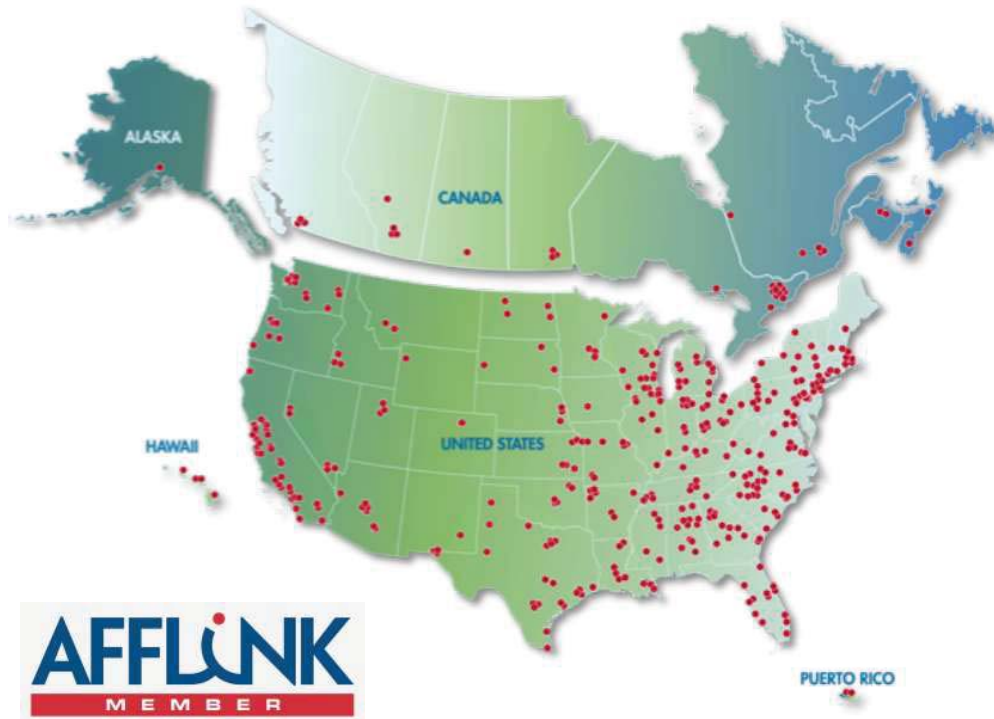 ALASKA
CANADA
HAWAII
UNITED STATES
PUERTO RICO
AFFLINK
MEMBER